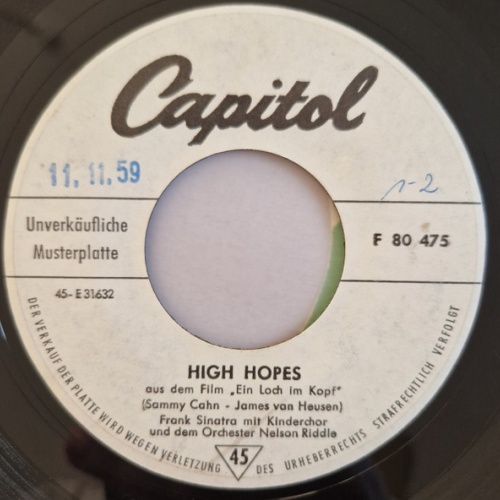 Capitol
11.11.59
1-2
Unverkäufliche
Musterplatte
F 80 475
45-E31632
HIGH HOPES
aus dem Film „Ein Loch im Kopf"
(Sammy Cahn - James van Heusen)
Frank Sinatra mit Kinderchor
und dem Orchester Nelson Riddle
45
DER VERKAUF DER PLATTE WIRD WEGEN VERLETZUNG DES URHEBERRECHTS STRAFRECHTLICH VERFOLGT